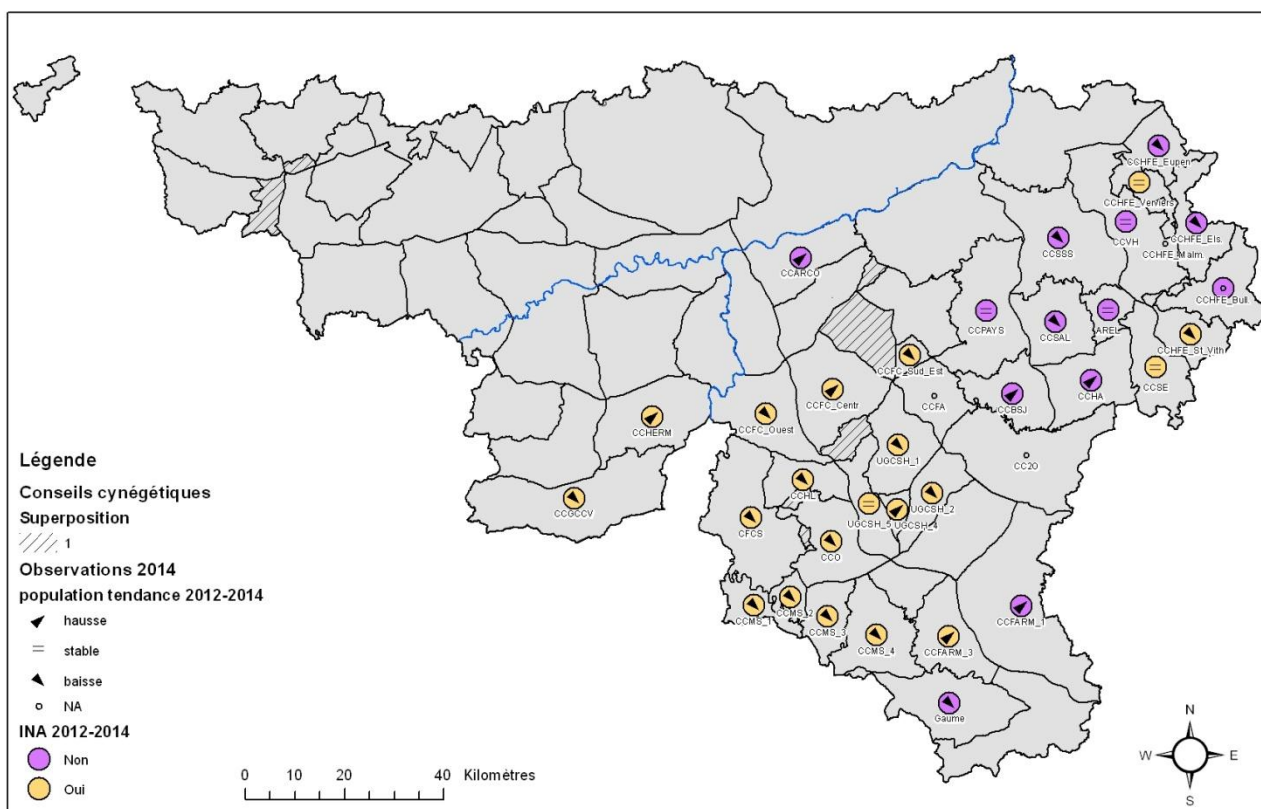 CCHFE_Eupen
CCHFE_Verviers
CCHFE_Els.
CCVH
CCHFE_Malm.
CCSSS
CCARCO
CCHFE_Bull.
CCPAYS
CCSAL
AREL
CCHFE_St_Vith
CCFC_Sud_Est
CCSE
CCHA
CCFC_Centr
CCFA
CCBSJ
CCHERM
CCFC_Ouest
UGCSH_1
CC2O
CCHL
CCGCCV
UGCSH_2
UGCSH_5
UGCSH_4
CFCS
CCO
CCMS_2
CCMS_1
CCMS_3
CCFARM_1
CCMS_4
CCFARM_3
Gaume
Légende
Conseils cynégétiques
Superposition
1
Observations 2014
population tendance 2012-2014
hausse
stable
baisse
NA
INA 2012-2014
Non
Oui
0 10 20 40 Kilomètres
N
W E
S